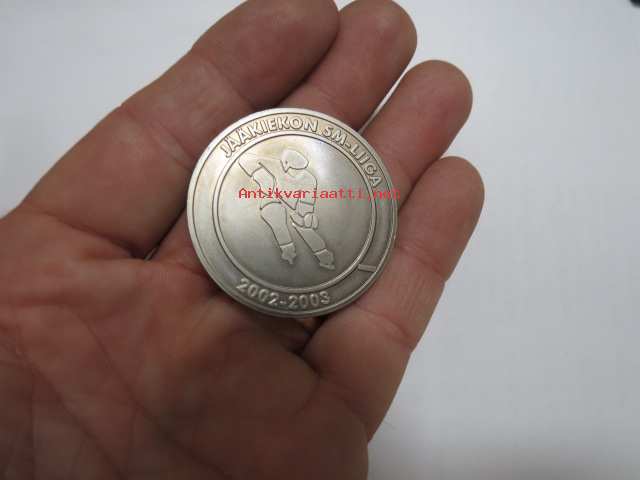 JÄÄKIEKON SM-LIIGA
Antikvariaatti.net
2002-2003